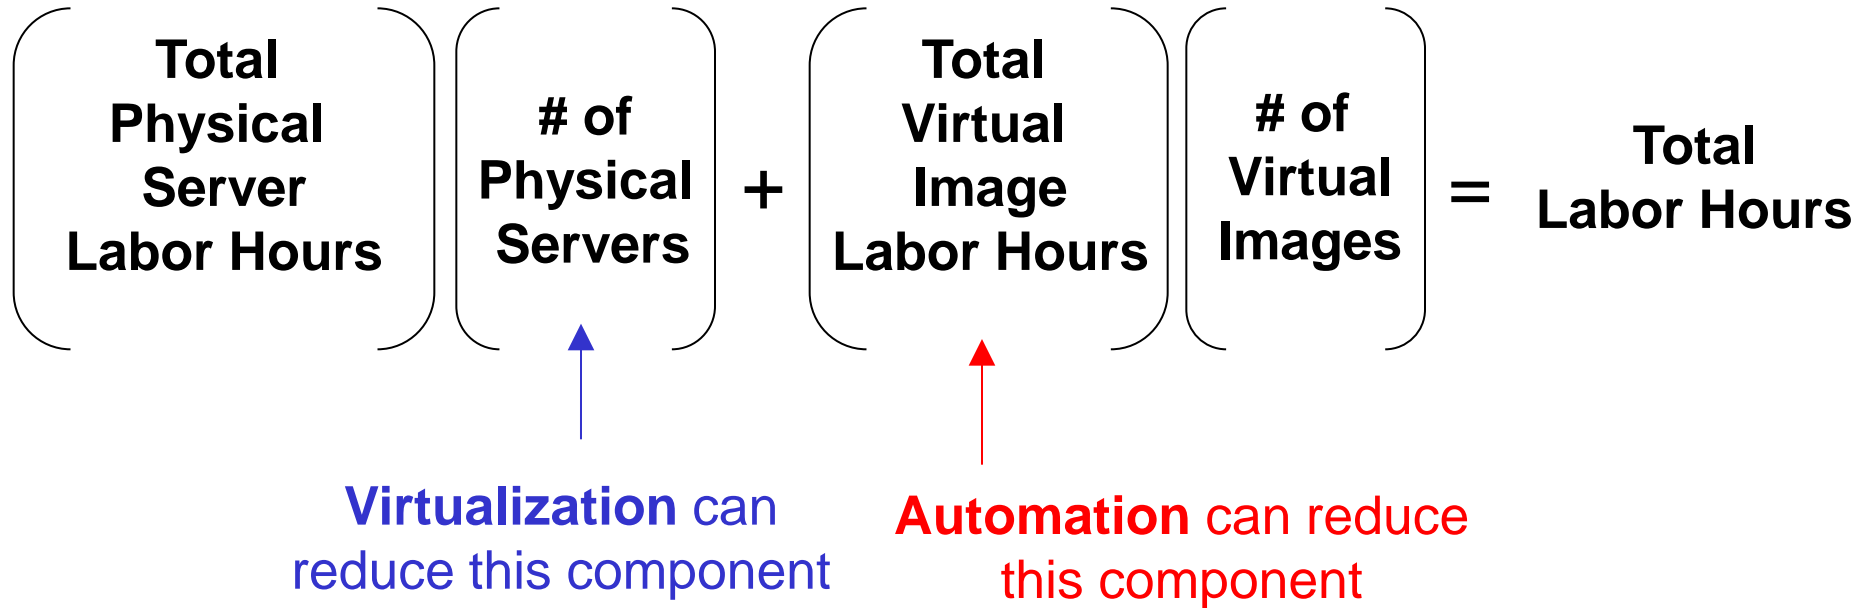 Total
Physical
Server
Labor Hours
# of
Physical
Servers
+
Total
Virtual
Image
Labor Hours
# of
Virtual
Images
=
Total
Labor Hours
Virtualization can
reduce this component
Automation can reduce
this component